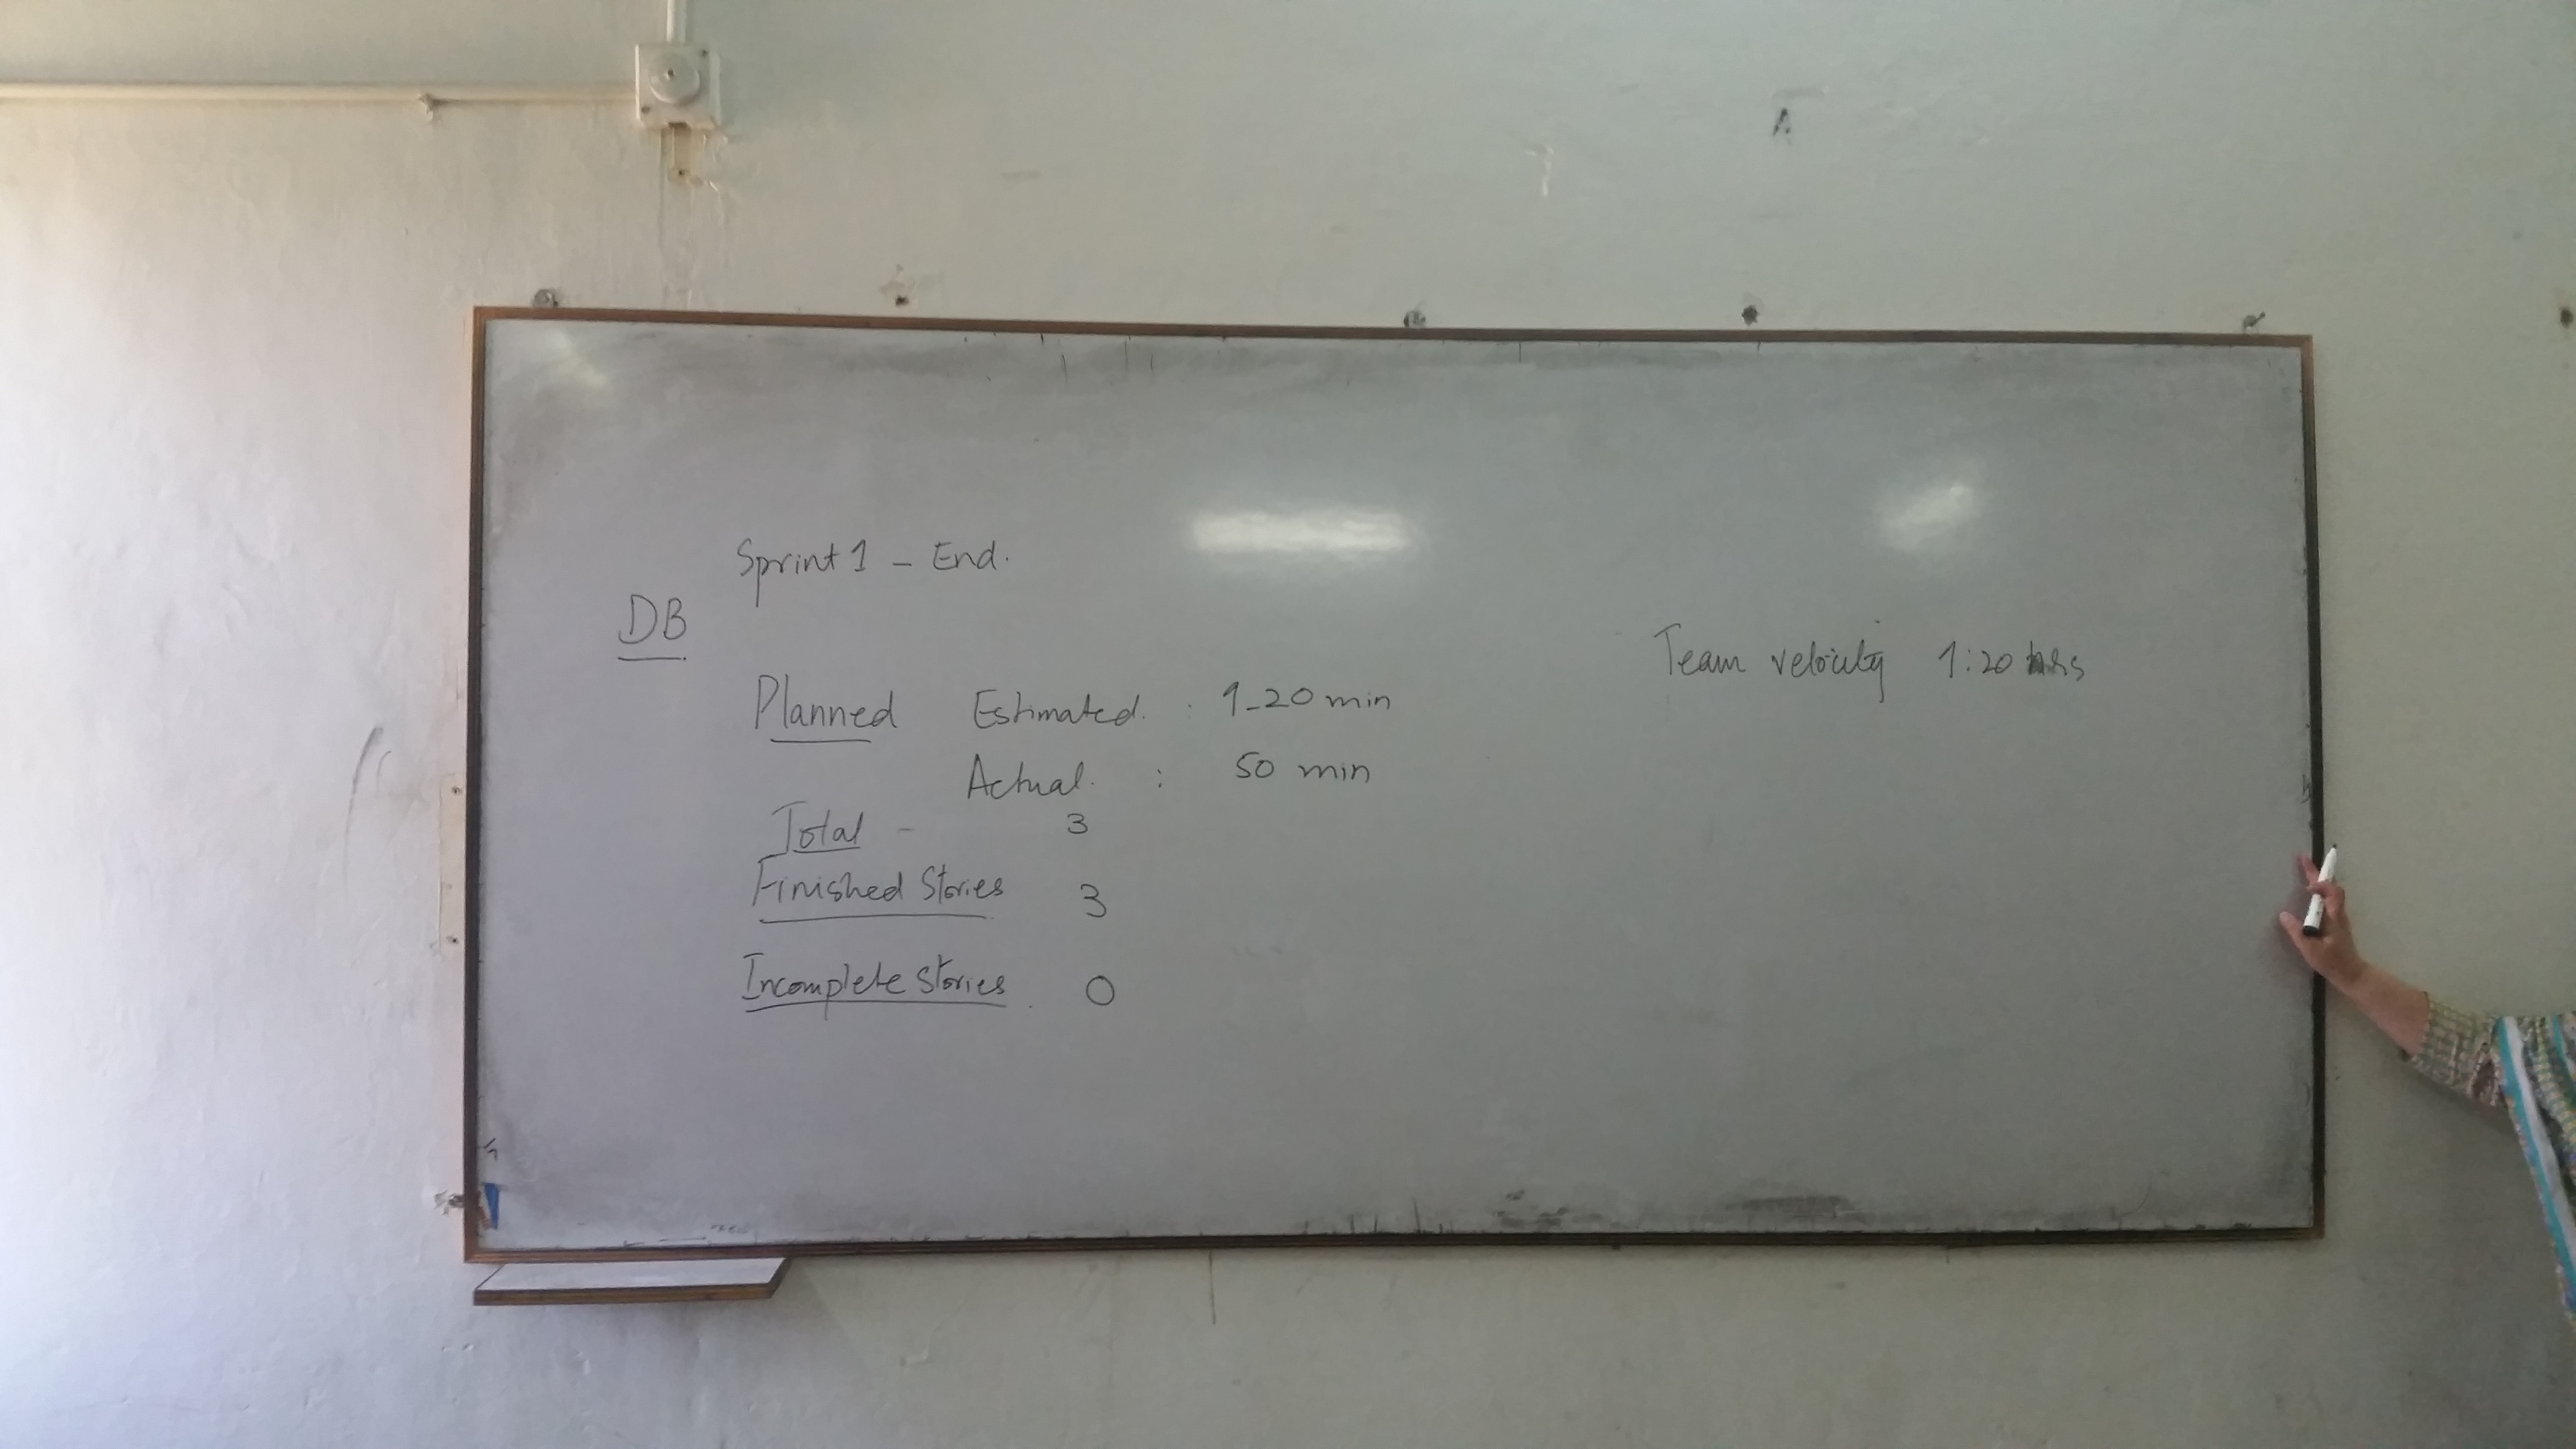 Sprint 1 - End.
DB
Team velocity 1:20 hrs
Planned Estimated : 1-20 min
Actual. : 50 min
Total - 3
Finished Stories 3
Incomplete Stories . 0